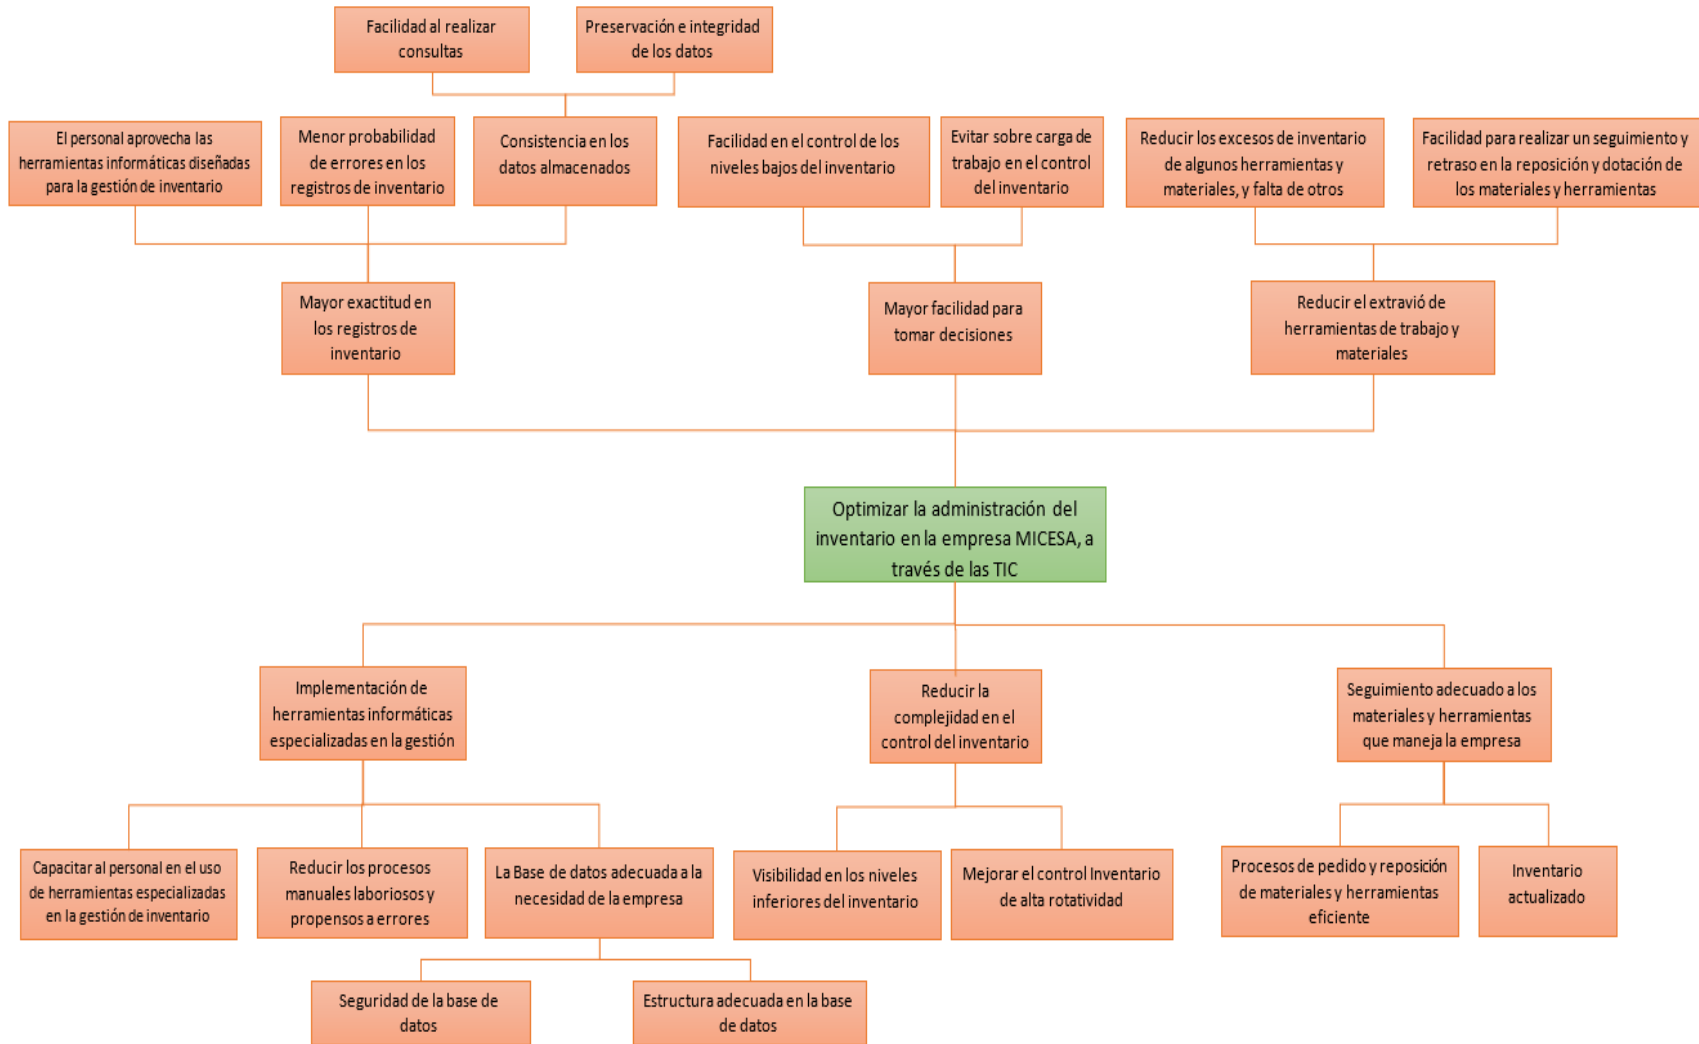 Facilidad al realizar
consultas
Preservación e integridad
de los datos
El personal aprovecha las
herramientas informáticas diseñadas
para la gestión de inventario
Menor probabilidad
de errores en los
registros de inventario
Consistencia en los
datos almacenados
Facilidad en el control de los
niveles bajos del inventario
Evitar sobre carga de
trabajo en el control
del inventario
Reducir los excesos de inventario
de algunos herramientas y
materiales, y falta de otros
Facilidad para realizar un seguimiento y
retraso en la reposición y dotación de
los materiales y herramientas
Mayor exactitud en
los registros de
inventario
Mayor facilidad para
tomar decisiones
Reducir el extravió de
herramientas de trabajo y
materiales
Optimizar la administración del
inventario en la empresa MICESA, a
través de las TIC
Implementación de
herramientas informáticas
especializadas en la gestión
Reducir la
complejidad en el
control del inventario
Seguimiento adecuado a los
materiales y herramientas
que maneja la empresa
Capacitar al personal en el uso
de herramientas especializadas
en la gestión de inventario
Reducir los procesos
manuales laboriosos y
propensos a errores
La Base de datos adecuada a la
necesidad de la empresa
Visibilidad en los niveles
inferiores del inventario
Mejorar el control Inventario
de alta rotatividad
Procesos de pedido y reposición
de materiales y herramientas
eficiente
Inventario
actualizado
Seguridad de la base de
datos
Estructura adecuada en la base
de datos